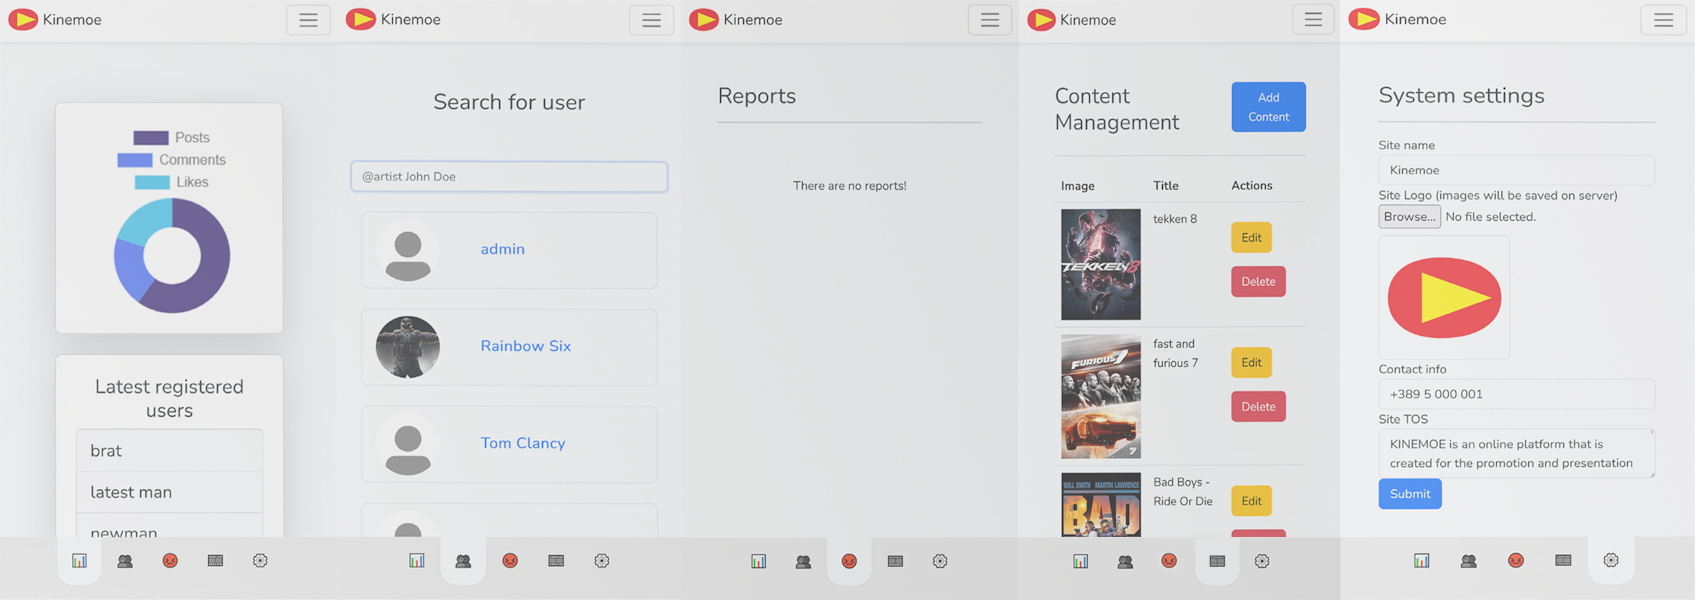 Kinemoe
Posts
Comments
Likes
Latest registered
users
brat
latest man
newman
Kinemoe
Search for user
@artist John Doe
admin
Rainbow Six
Tom Clancy
Kinemoe
Reports
There are no reports!
Kinemoe
Content
Management
Add
Content
Image Title Actions
TEKKEN 8
tekken 8
Edit
Delete
FURIOUS 7
7
fast and
furious 7
Edit
Delete
WILL SMITH MARTIN LAWRENCE
BAD
Bad Boys -
Ride Or Die
Edit
Kinemoe
System settings
Site name
Kinemoe
Site Logo (images will be saved on server)
Browse... No file selected.
Contact info
+389 5 000 001
Site TOS
KINEMOE is an online platform that is
created for the promotion and presentation
Submit